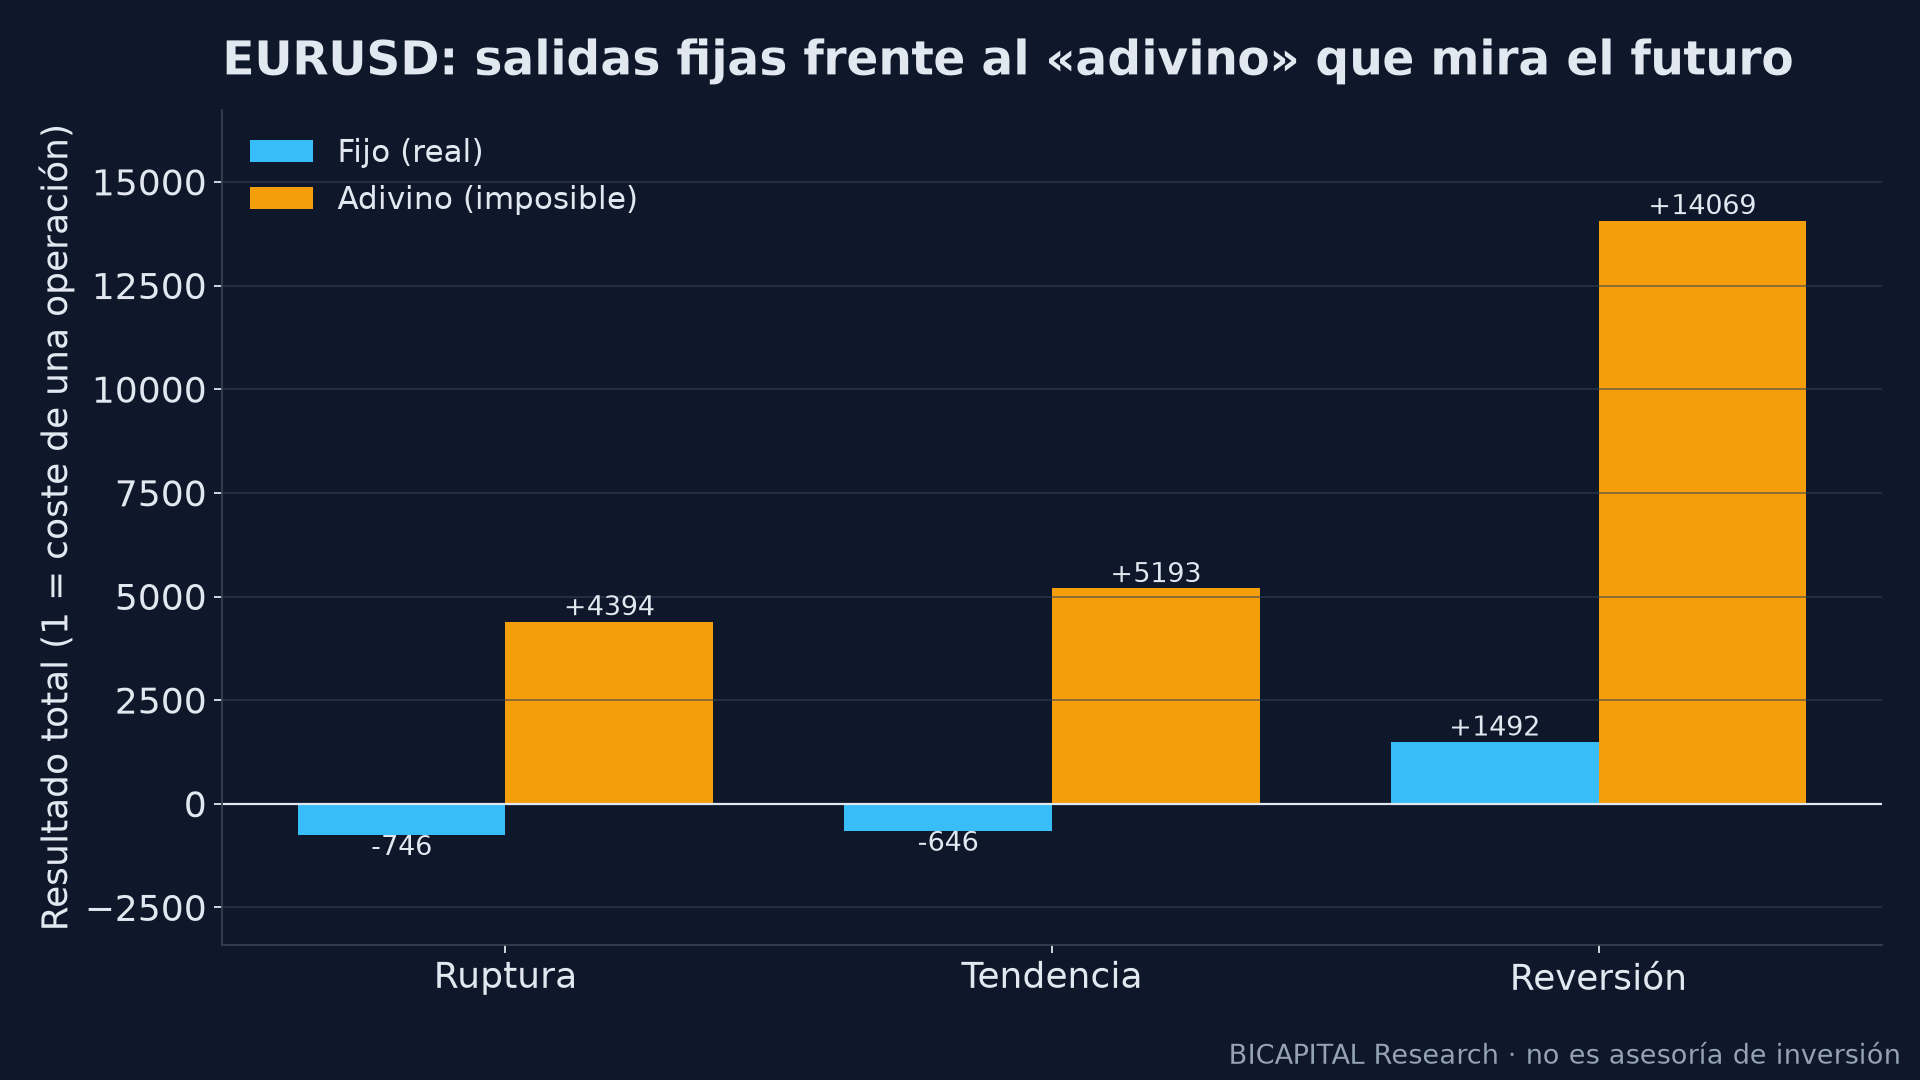 EURUSD: salidas fijas frente al «adivino» que mira el futuro
Resultado total (1 = coste de una operación)
Fijo (real)
Adivino (imposible)
15000
12500
10000
7500
5000
2500
0
−2500
-746
+4394
-646
+5193
+1492
+14069
Ruptura
Tendencia
Reversión
BICAPITAL Research · no es asesoría de inversión